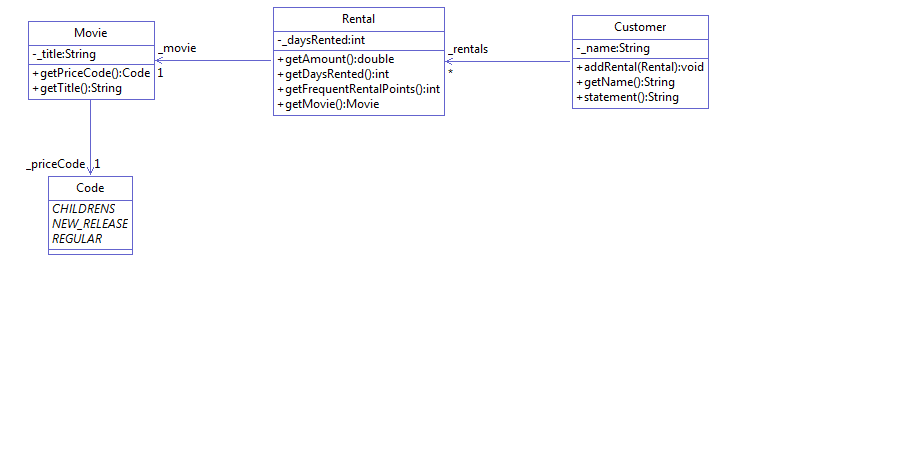 Movie
-_title:String
+getPriceCode():Code
+getTitle():String
_movie
1
Rental
-_daysRented:int
+getAmount():double
+getDaysRented():int
+getFrequentRentalPoints():int
+getMovie():Movie
_rentals
*
Customer
-_name:String
+addRental(Rental):void
+getName():String
+statement():String
_priceCode 1
Code
CHILDRENS
NEW_RELEASE
REGULAR